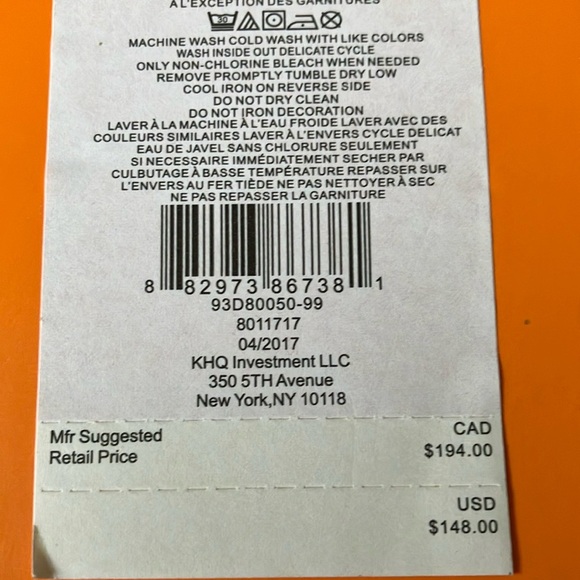 A L'EXCEPTION DES GARNITURES
30
MACHINE WASH COLD WASH WITH LIKE COLORS
WASH INSIDE OUT DELICATE CYCLE
ONLY NON-CHLORINE BLEACH WHEN NEEDED
REMOVE PROMPTLY TUMBLE DRY LOW
COOL IRON ON REVERSE SIDE
DO NOT DRY CLEAN
DO NOT IRON DECORATION
LAVER À LA MACHINE À L'EAU FROIDE LAVER AVEC DES
COULEURS SIMILAIRES LAVER À L'ENVERS CYCLE DELICAT
EAU DE JAVEL SANS CHLORURE SEULEMENT
SI NECESSAIRE IMMÉDIATEMENT SECHER PAR
CULBUTAGE À BASSE TEMPÉRATURE REPASSER SUR
L'ENVERS AU FER TIÈDE NE PAS NETTOYER À SEC
NE PAS REPASSER LA GARNITURE
8 82973 86738 1
93D80050-99
8011717
04/2017
KHQ Investment LLC
350 5TH Avenue
New York,NY 10118
Mfr Suggested
Retail Price
CAD
$194.00
USD
$148.00